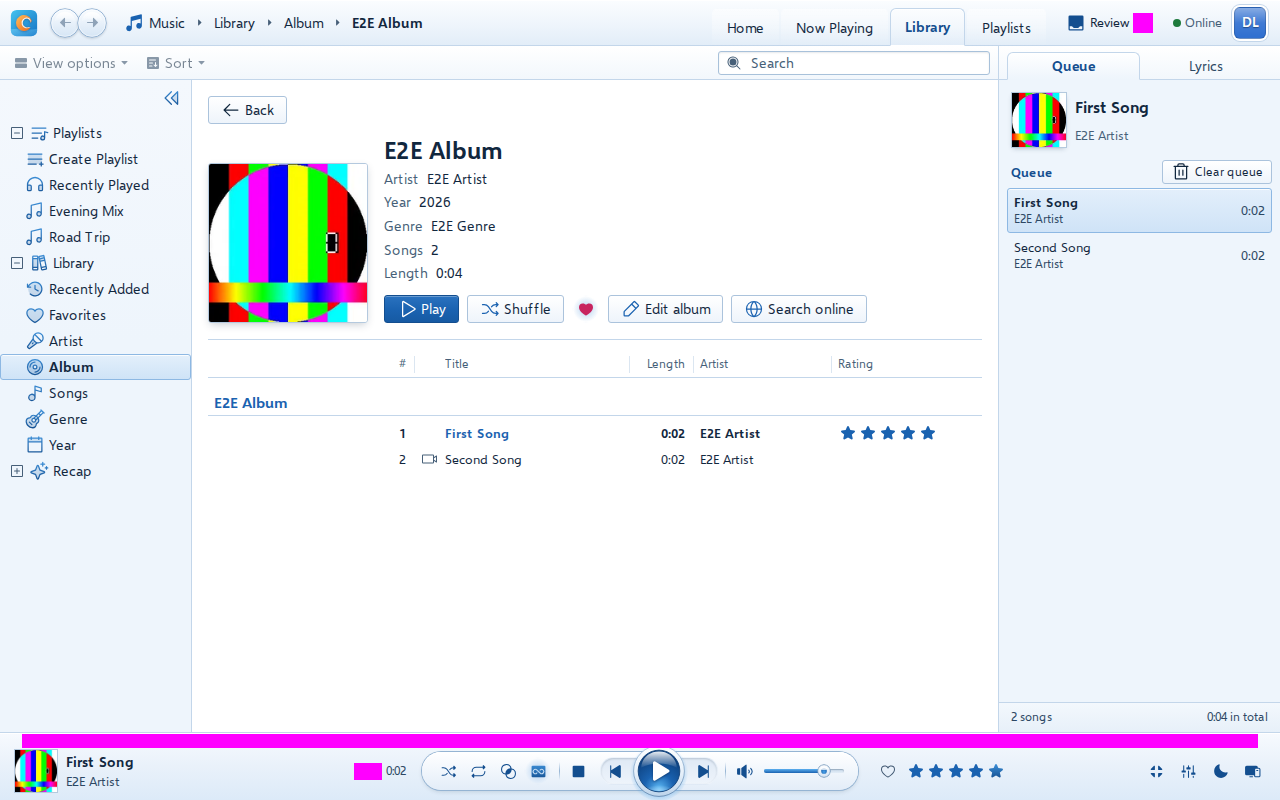 Music Library Album E2E Album
Home Now Playing Library Playlists
Review Online DL
View options Sort Search
Queue Lyrics
Playlists
Create Playlist
Recently Played
Evening Mix
Road Trip
Library
Recently Added
Favorites
Artist
Album
Songs
Genre
Year
Recap
Back
E2E Album
Artist E2E Artist
Year 2026
Genre E2E Genre
Songs 2
Length 0:04
Play Shuffle Edit album Search online
# Title Length Artist Rating
E2E Album
1 First Song 0:02 E2E Artist
2 Second Song 0:02 E2E Artist
First Song
E2E Artist
Queue Clear queue
First Song
E2E Artist
0:02
Second Song
E2E Artist
0:02
2 songs 0:04 in total
First Song
E2E Artist
0:02